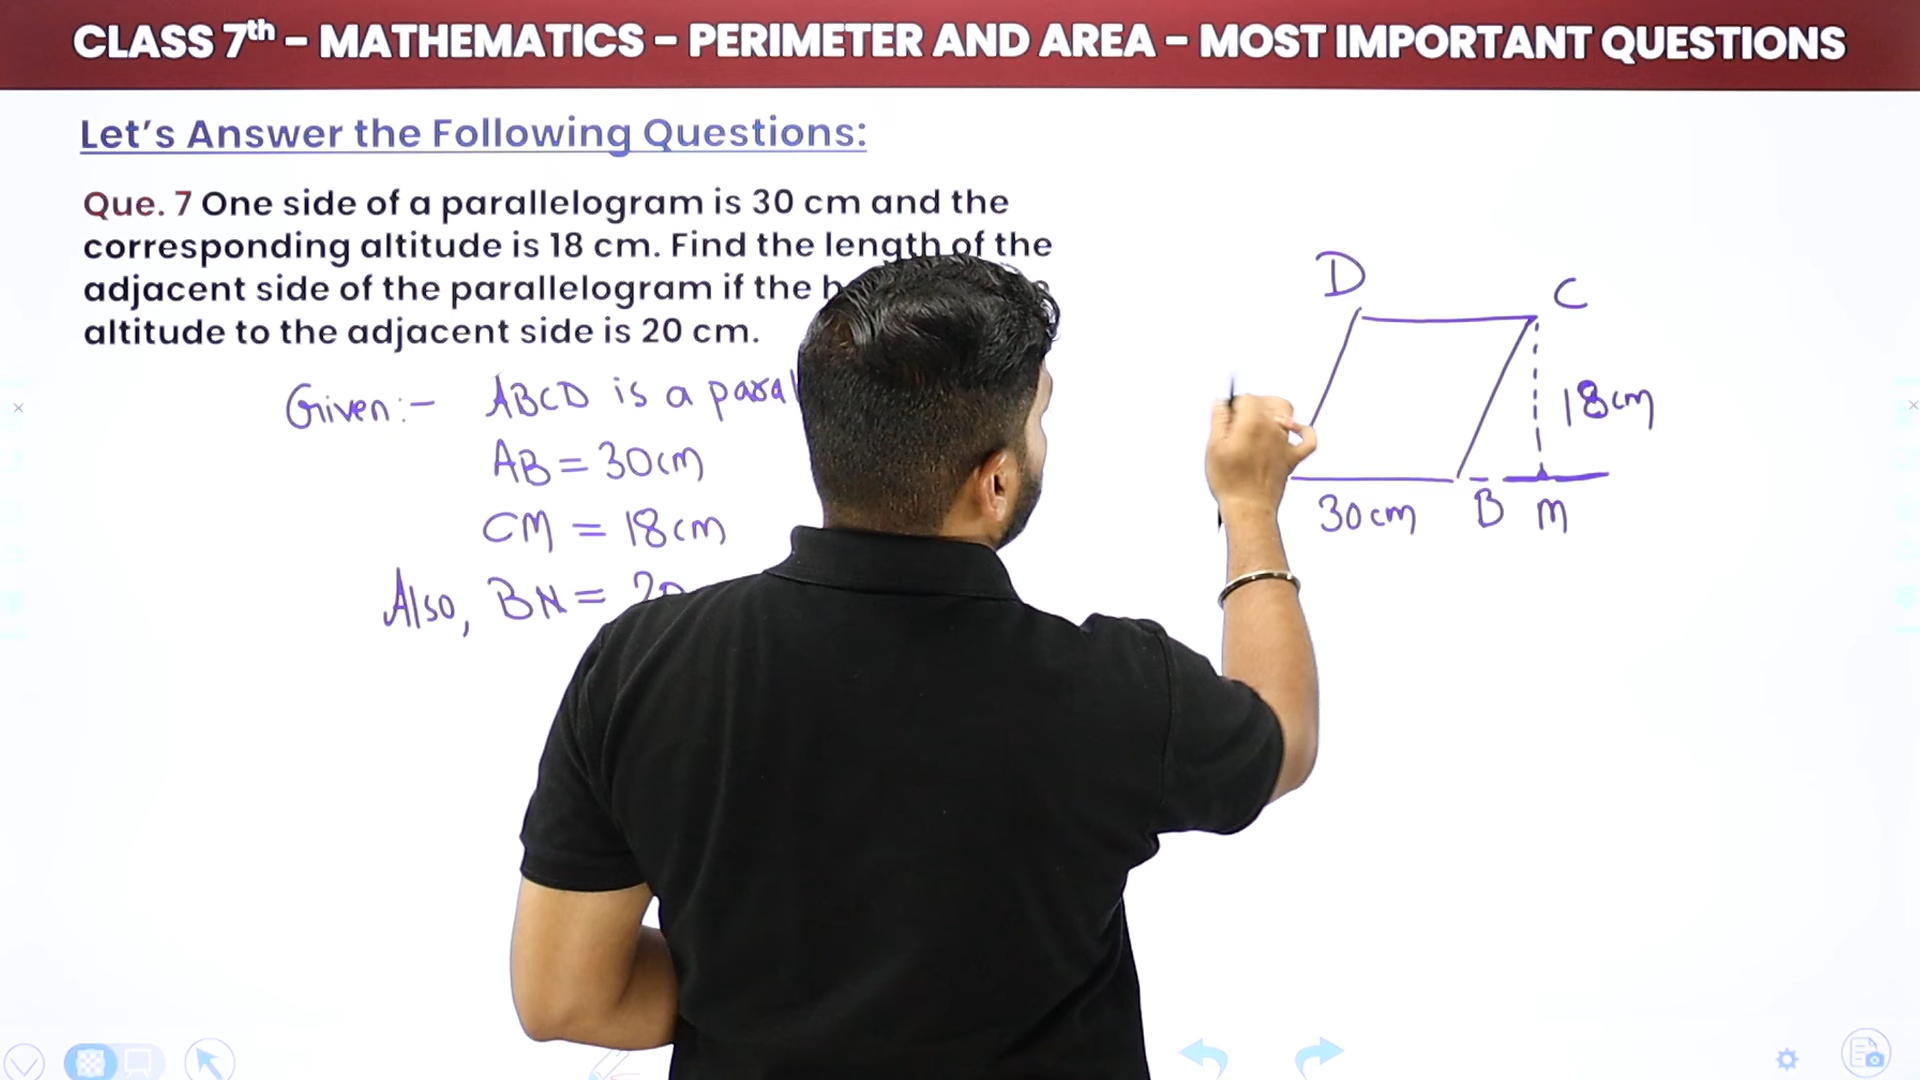 CLASS 7th – MATHEMATICS – PERIMETER AND AREA – MOST IMPORTANT QUESTIONS
Let's Answer the Following Questions:
Que. 7 One side of a parallelogram is 30 cm and the
corresponding altitude is 18 cm. Find the length of the
adjacent side of the parallelogram if the
altitude to the adjacent side is 20 cm.
Given:- ABCD is a
AB = 30cm
CM = 18cm
Also, BN =
D
C
18cm
30cm B M